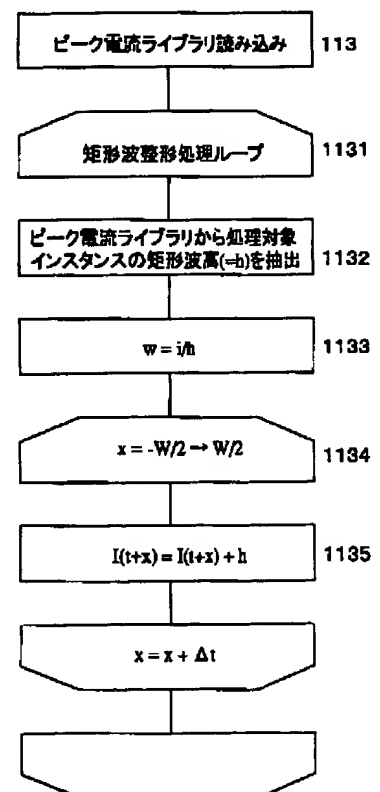 ピーク電流ライブラリ読み込み 113
矩形波整形処理ループ 1131
ピーク電流ライブラリから処理対象
インスタンスの矩形波高(=h)を抽出 1132
w = i/h 1133
x = -W/2 → W/2 1134
I(t+x) = I(t+x) + h 1135
x = x + Δt